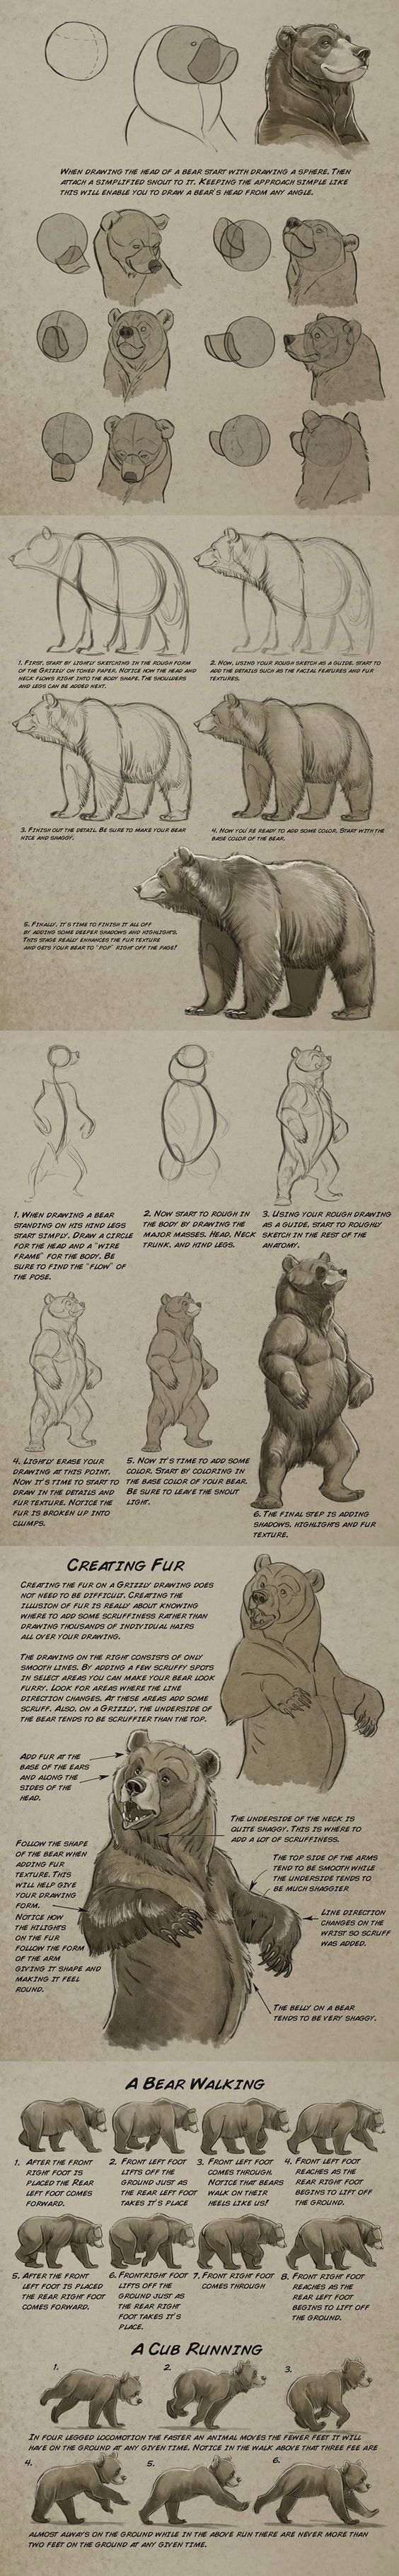 When drawing the head of a bear start with drawing a sphere. Then
attach a simplified snout to it. Keeping the approach simple like
this will enable you to draw a bear's head from any angle.
1. First, start by lightly sketching in the rough form
of the Grizzly on toned paper. Notice how the head and
neck flows right into the body shape. The shoulders
and legs can be added next.
2. Now, using your rough sketch as a guide, start to
add the details such as the facial features and fur
textures.
3. Finish out the detail. Be sure to make your bear
nice and shaggy.
4. Now you're ready to add some color. Start with the
base color of the bear.
5. Finally, it's time to finish it all off
by adding some deeper shadows and highlights.
This stage really enhances the fur texture
and gets your bear to "pop" right off the page!
1. When drawing a bear
standing on his hind legs
start simply. Draw a circle
for the head and a "wire
frame" for the body. Be
sure to find the "flow" of
the pose.
2. Now start to rough in
the body by drawing the
major masses. Head, neck
trunk, and hind legs.
3. Using your rough drawing
as a guide, start to roughly
sketch in the rest of the
anatomy.
4. Lightly erase your
drawing at this point.
Now it's time to start to
draw in the details and
fur texture. Notice the
fur is broken up into
clumps.
5. Now it's time to add some
color. Start by coloring in
the base color of your bear.
Be sure to leave the snout
light.
6. The final step is adding
shadows, highlights and fur
texture.
Creating Fur
Creating the fur on a Grizzly drawing does
not need to be difficult. Creating the
illusion of fur is really about knowing
where to add some scruffiness rather than
drawing thousands of individual hairs
all over your drawing.
The drawing on the right consists of only
smooth lines. By adding a few scruffy spots
in select areas you can make your bear look
furry. Look for areas where the line
direction changes. At these areas add some
scruff. Also, on a Grizzly, the underside of
the bear tends to be scruffier than the top.
Add fur at the
base of the ears
and along the
sides of the
head.
The underside of the neck is
quite shaggy. This is where to
add a lot of scruffiness.
Follow the shape
of the bear when
adding fur
texture. This
will help give
your drawing
form.
Notice how
the hilights
on the fur
follow the form
of the arm
giving it shape and
making it feel
round.
The top side of the arms
tend to be smooth while
the underside tends to
be much shaggier
Line direction
changes on the
wrist so scruff
was added.
The belly on a bear
tends to be very shaggy.
A Bear Walking
1. After the front
right foot is
placed the rear
left foot comes
forward.
2. Front left foot
lifts off the
ground just as
the rear left foot
takes it's place
3. Front left foot
comes through.
Notice that bears
walk on their
heels like us!
4. Front left foot
reaches as the
rear right foot
begins to lift off
the ground.
5. After the front
left foot is placed
the rear right foot
comes forward.
6. Front right foot
lifts off the
ground just as
the rear right
foot takes it's
place.
7. Front right foot
comes through
8. Front right foot
reaches as the
rear left foot
begins to lift off
the ground.
A Cub Running
1.
2.
3.
In four legged locomotion the faster an animal moves the fewer feet it will
have on the ground at any given time. Notice in the walk above that three fee are
4.
5.
6.
almost always on the ground while in the above run there are never more than
two feet on the ground at any given time.